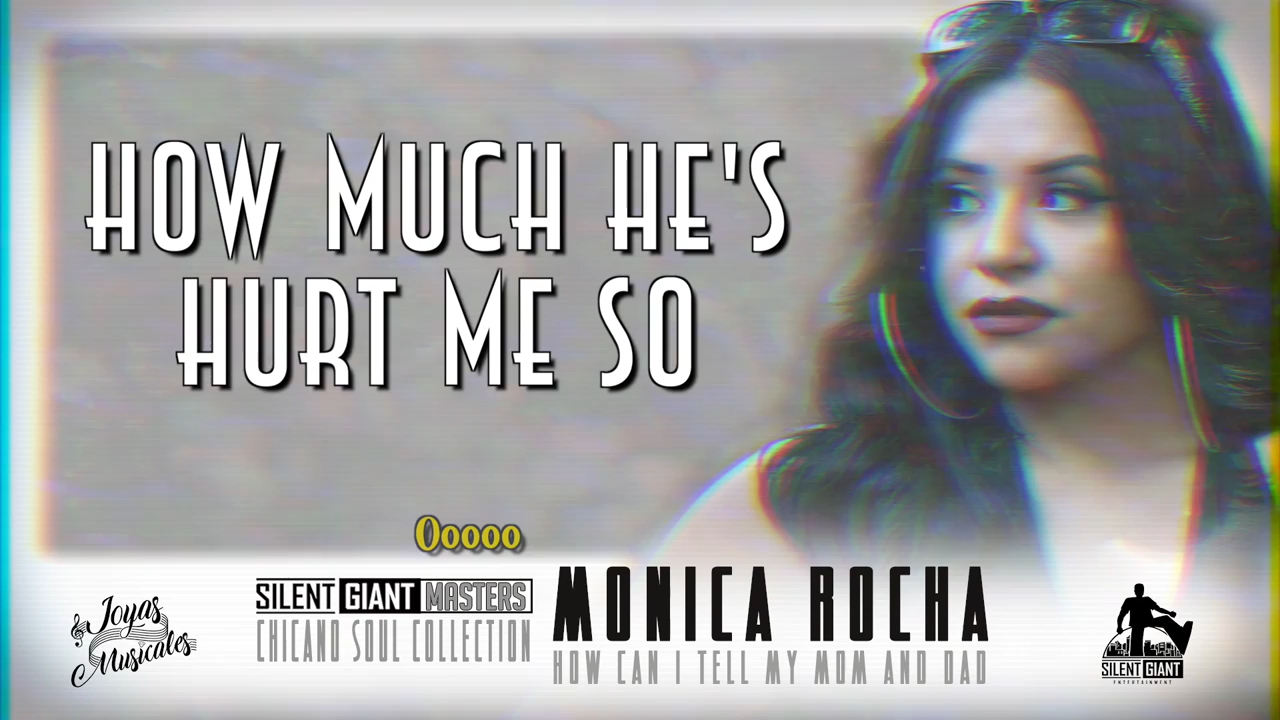 HOW MUCH HE'S
HURT ME SO
Ooooo
Joyas
Musicales
SILENT GIANT MASTERS
CHICANO SOUL COLLECTION
MONICA ROCHA
HOW CAN I TELL MY MOM AND DAD
SILENT GIANT
ENTERTAINMENT